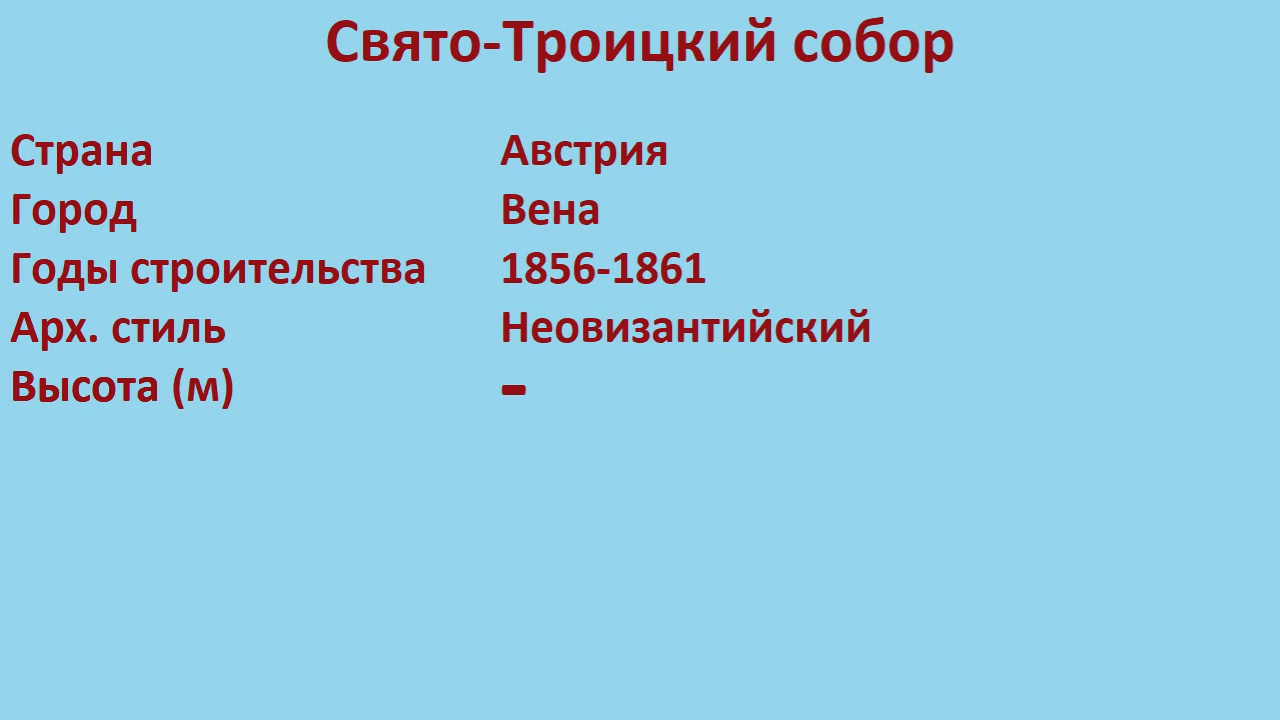 Свято-Троицкий собор
Страна Австрия
Город Вена
Годы строительства 1856-1861
Арх. стиль Неовизантийский
Высота (м) -